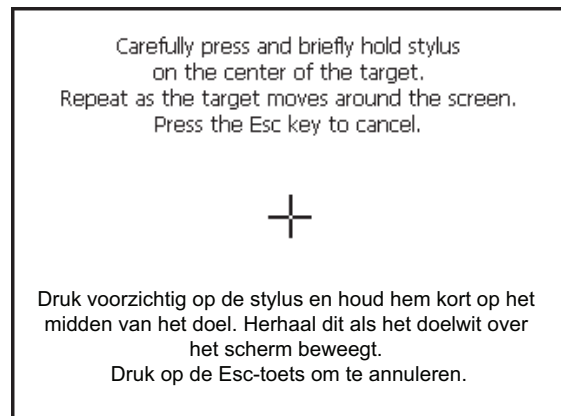 Carefully press and briefly hold stylus
on the center of the target.
Repeat as the target moves around the screen.
Press the Esc key to cancel.
Druk voorzichtig op de stylus en houd hem kort op het
midden van het doel. Herhaal dit als het doelwit over
het scherm beweegt.
Druk op de Esc-toets om te annuleren.